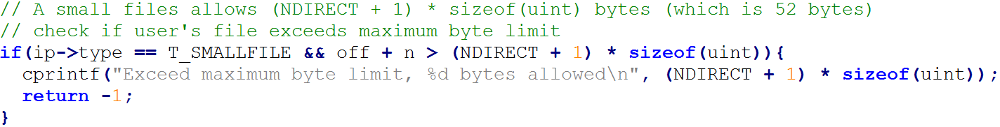 // A small files allows (NDIRECT + 1) * sizeof(uint) bytes (which is 52 bytes)
// check if user's file exceeds maximum byte limit
if(ip->type == T_SMALLFILE && off + n > (NDIRECT + 1) * sizeof(uint)){
  cprintf("Exceed maximum byte limit, %d bytes allowed\n", (NDIRECT + 1) * sizeof(uint));
  return -1;
}